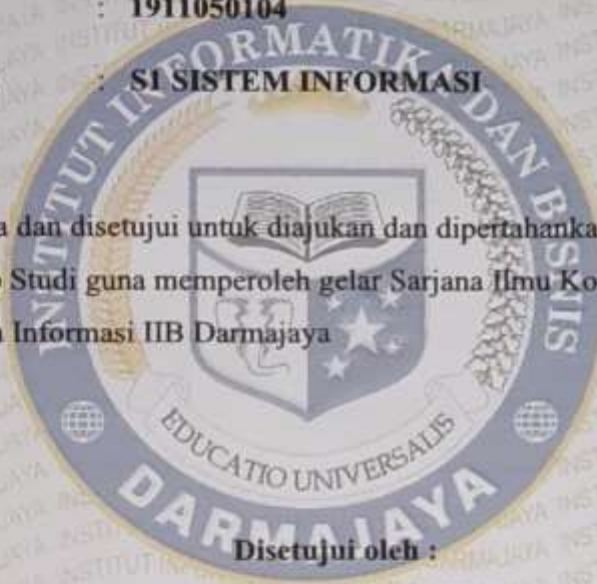 : 1911050104
: S1 SISTEM INFORMASI
a dan disetujui untuk diajukan dan dipertahanka
Studi guna memperoleh gelar Sarjana Ilmu Ko
Informasi IIB Darmajaya
INSTITUT INFORMATIKA DAN BISNIS
EDUCATIO UNIVERSALIS
DARMAJAYA
Disetujui oleh :